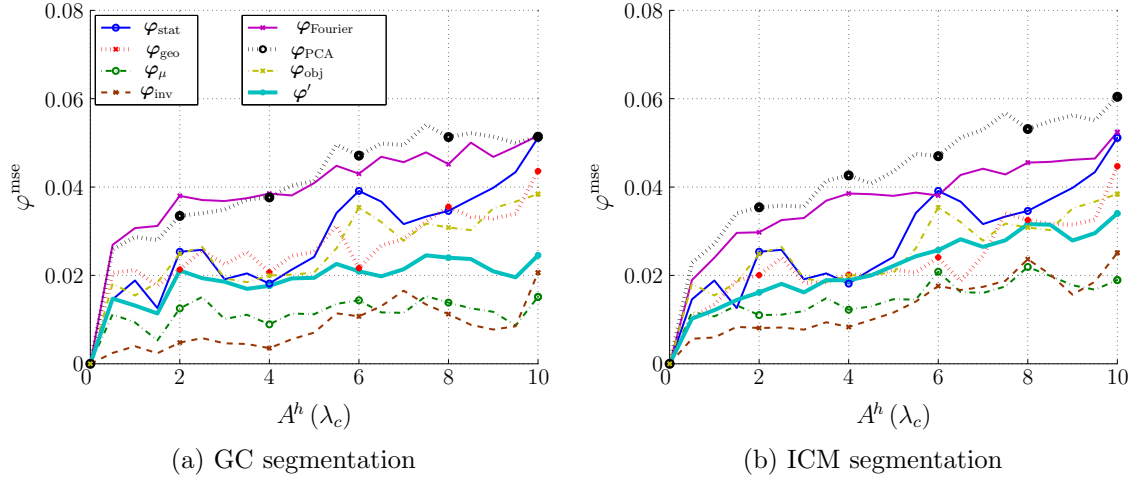 0.08
0.06
0.04
0.02
0
φ^mse
φ_stat
φ_geo
φ_μ
φ_inv
φ_Fourier
φ_PCA
φ_obj
φ′
0 2 4 6 8 10
A^h (λ_c)
(a) GC segmentation
0.08
0.06
0.04
0.02
0
φ^mse
0 2 4 6 8 10
A^h (λ_c)
(b) ICM segmentation